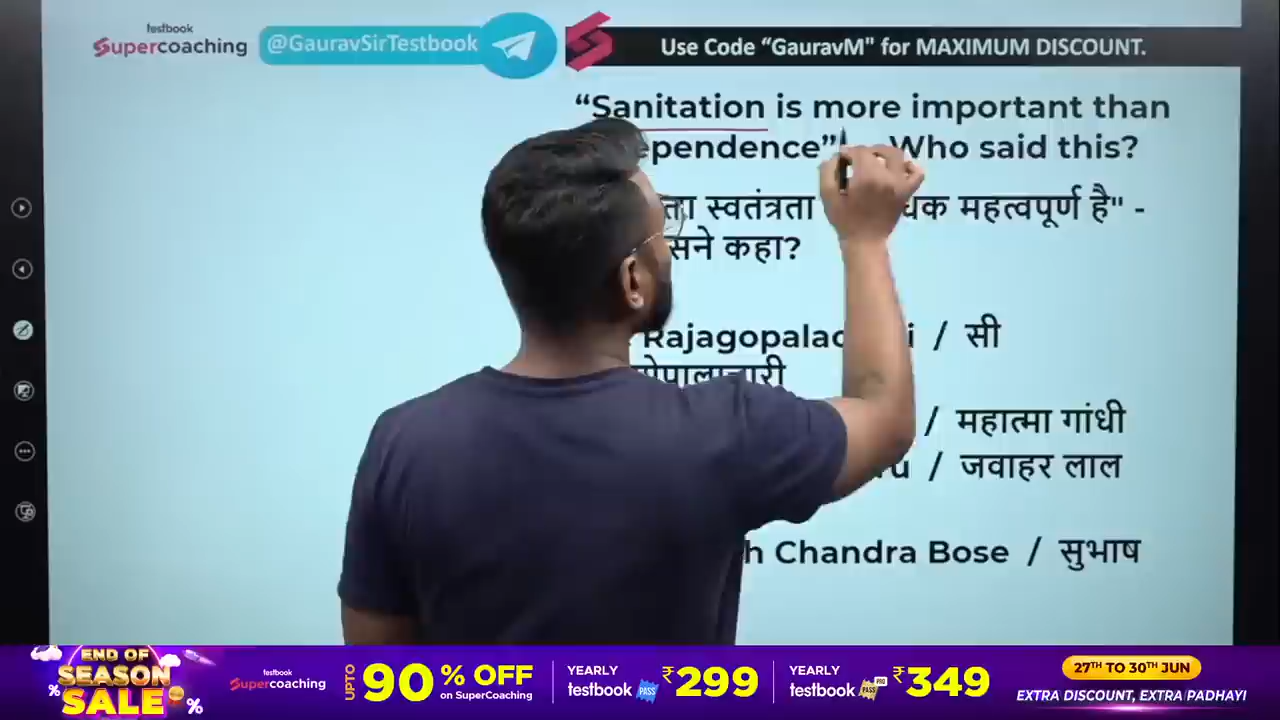 testbook
Supercoaching
@GauravSirTestbook
Use Code “GauravM" for MAXIMUM DISCOUNT.
“Sanitation is more important than
ependence” Who said this?
स्वतंत्रता महत्वपूर्ण है" -
कहा?
Rajagopalac i / सी
/ महात्मा गांधी
/ जवाहर लाल
h Chandra Bose / सुभाष
END OF
SEASON
SALE
% %
testbook
Supercoaching
UPTO 90% OFF
on SuperCoaching
YEARLY
testbook PASS ₹299
YEARLY
testbook PASS PRO ₹349
27TH TO 30TH JUN
EXTRA DISCOUNT, EXTRA PADHAYI